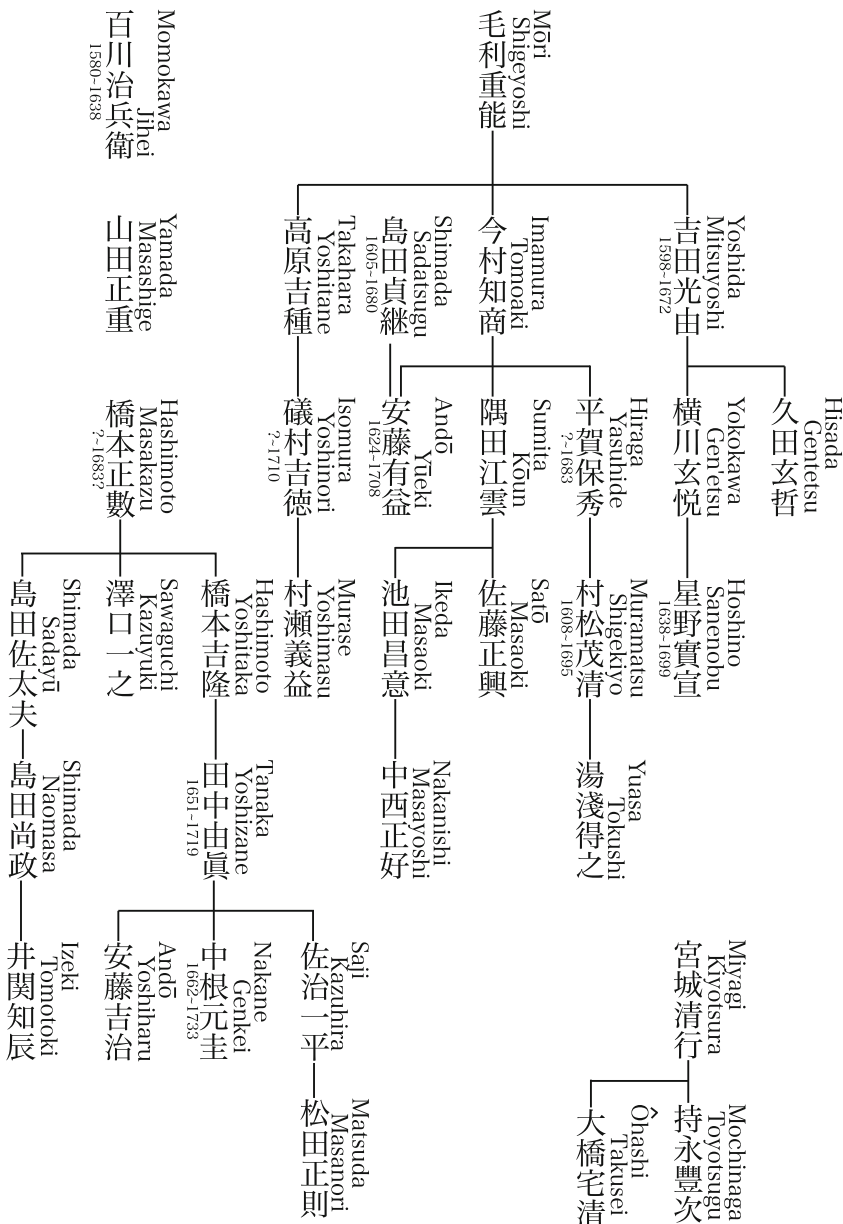 Mōri
Shigeyoshi
毛利重能
Momokawa
Jihei
百川治兵衛
1580~1638
Yoshida
Mitsuyoshi
吉田光由
1598~1672
Imamura
Tomoaki
今村知商
Shimada
Sadatsugu
島田貞継
1605~1680
Takahara
Yoshitane
高原吉種
Yamada
Masashige
山田正重
Hisada
Gentetsu
久田玄哲
Yokokawa
Gen'etsu
横川玄悦
Hiraga
Yasuhide
平賀保秀
?~1683
Sumita
Kōun
隅田江雲
Andō
Yūeki
安藤有益
1624~1708
Isomura
Yoshinori
礒村吉徳
?~1710
Hashimoto
Masakazu
橋本正數
?~1683?
Hoshino
Sanenobu
星野實宣
1638~1699
Muramatsu
Shigekiyo
村松茂清
1608~1695
Satō
Masaoki
佐藤正興
Ikeda
Masaoki
池田昌意
Murase
Yoshimasu
村瀬義益
Hashimoto
Yoshitaka
橋本吉隆
Sawaguchi
Kazuyuki
澤口一之
Shimada
Sadayū
島田佐太夫
Yuasa
Tokushi
湯淺得之
Nakanishi
Masayoshi
中西正好
Tanaka
Yoshizane
田中由眞
1651~1719
Shimada
Naomasa
島田尚政
Miyagi
Kiyotsura
宮城清行
Saji
Kazuhira
佐治一平
Nakane
Genkei
中根元圭
1662~1733
Andō
Yoshiharu
安藤吉治
Izeki
Tomotoki
井関知辰
Mochinaga
Toyotsugu
持永豐次
Ôhashi
Takusei
大橋宅清
Matsuda
Masanori
松田正則